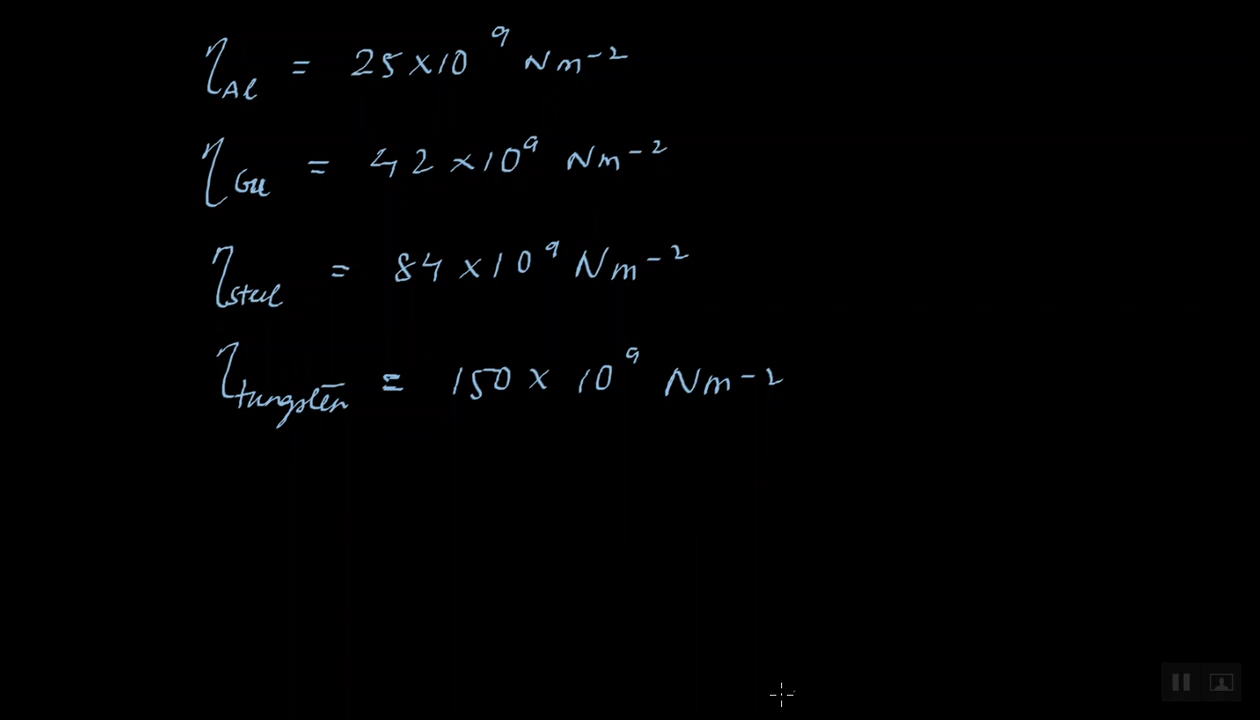 η_Al = 25×10⁹ Nm⁻²
η_Cu = 42×10⁹ Nm⁻²
η_steel = 84×10⁹ Nm⁻²
η_tungsten = 150×10⁹ Nm⁻²